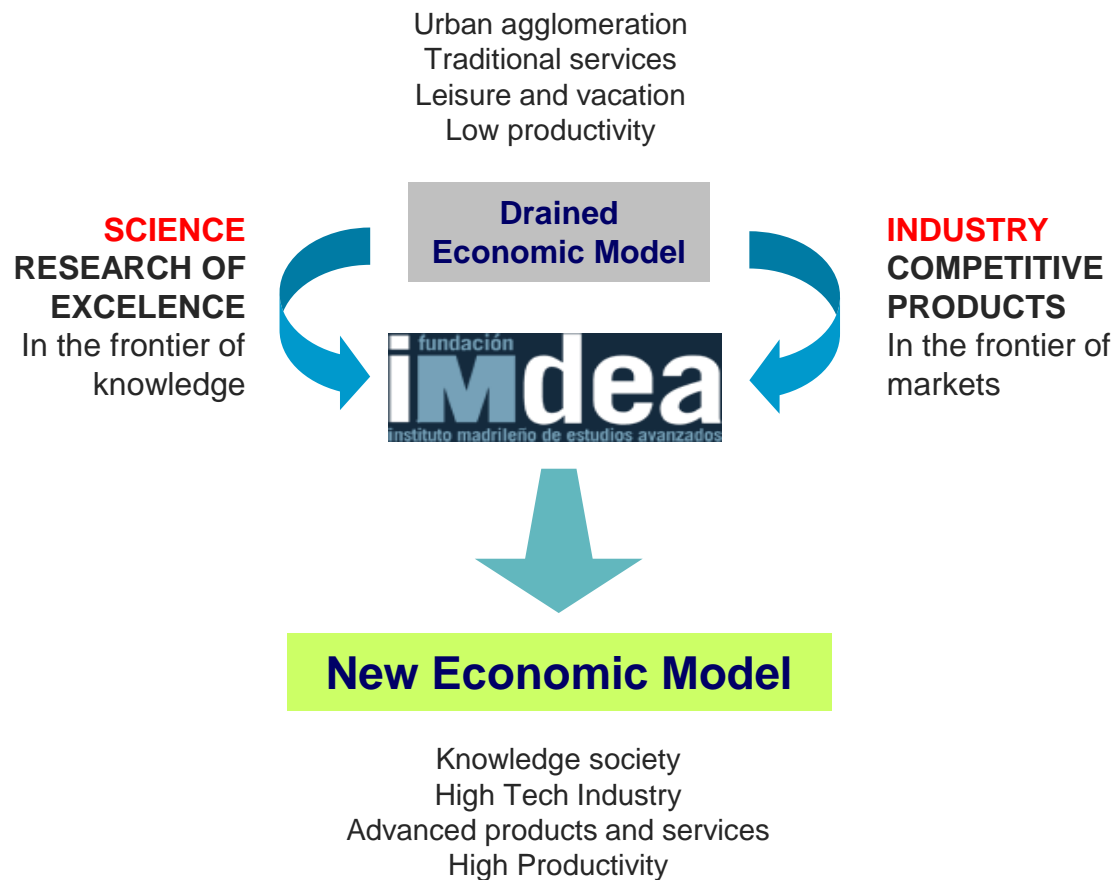 Urban agglomeration
Traditional services
Leisure and vacation
Low productivity
Drained
Economic Model
SCIENCE
RESEARCH OF
EXCELENCE
In the frontier of
knowledge
INDUSTRY
COMPETITIVE
PRODUCTS
In the frontier of
markets
fundación
iMdea
instituto madrileño de estudios avanzados
New Economic Model
Knowledge society
High Tech Industry
Advanced products and services
High Productivity